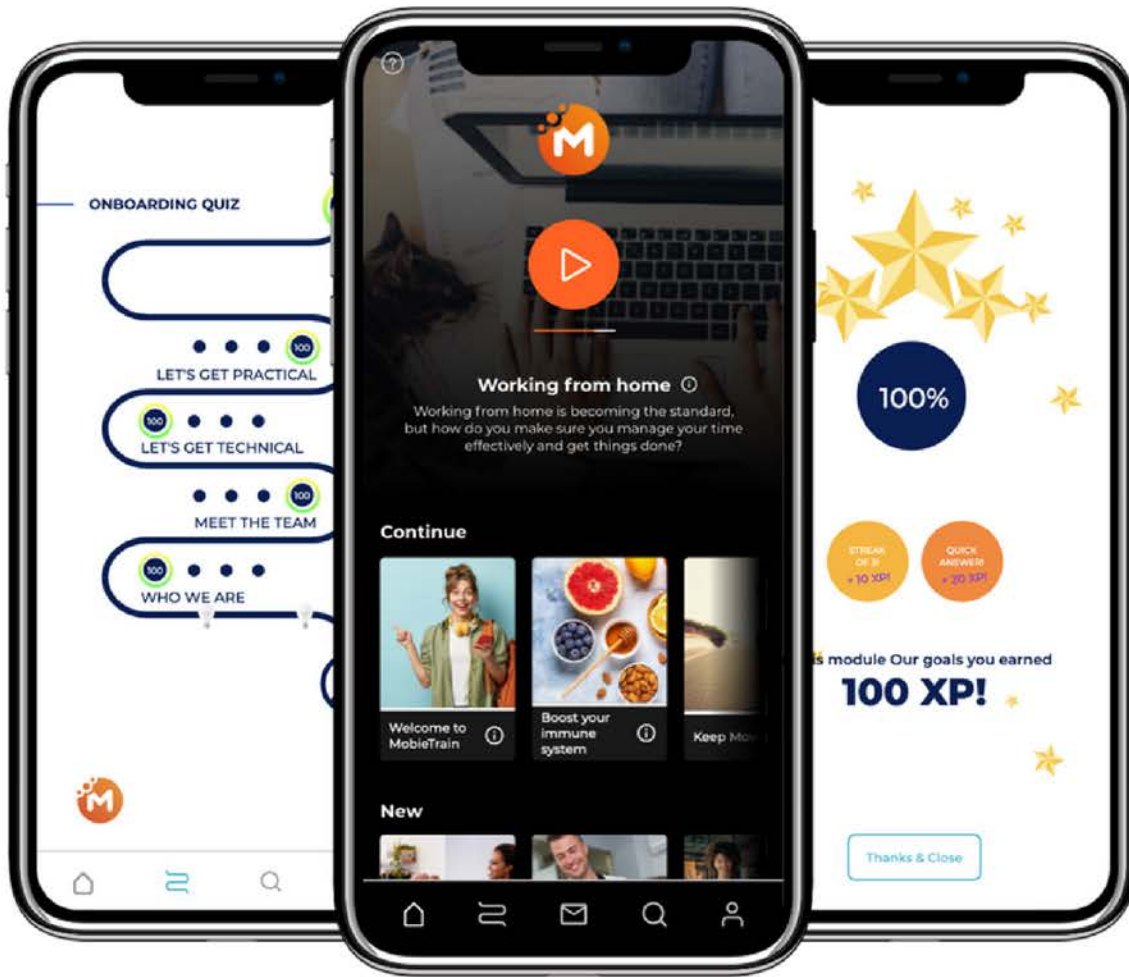 ONBOARDING QUIZ
100
LET'S GET PRACTICAL
100
LET'S GET TECHNICAL
100
MEET THE TEAM
100
WHO WE ARE
M
?
M
Working from home
Working from home is becoming the standard,
but how do you make sure you manage your time
effectively and get things done?
Continue
Welcome to
MobieTrain
Boost your
immune
system
Keep Mov
New
100%
STREAK
OF 3!
+ 10 XP!
QUICK
ANSWER!
+ 20 XP!
is module Our goals you earned
100 XP!
Thanks & Close